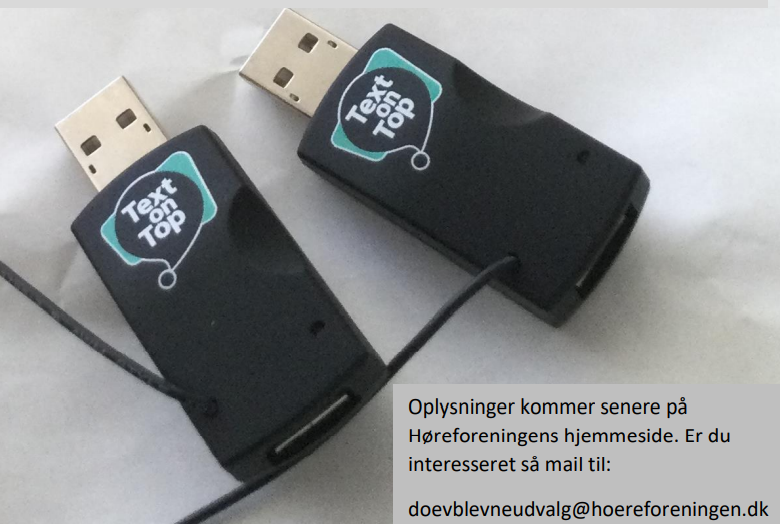 Text
on
Top
Text
on
Top
Oplysninger kommer senere på
Høreforeningens hjemmeside. Er du
interesseret så mail til:
doevblevneudvalg@hoereforeningen.dk